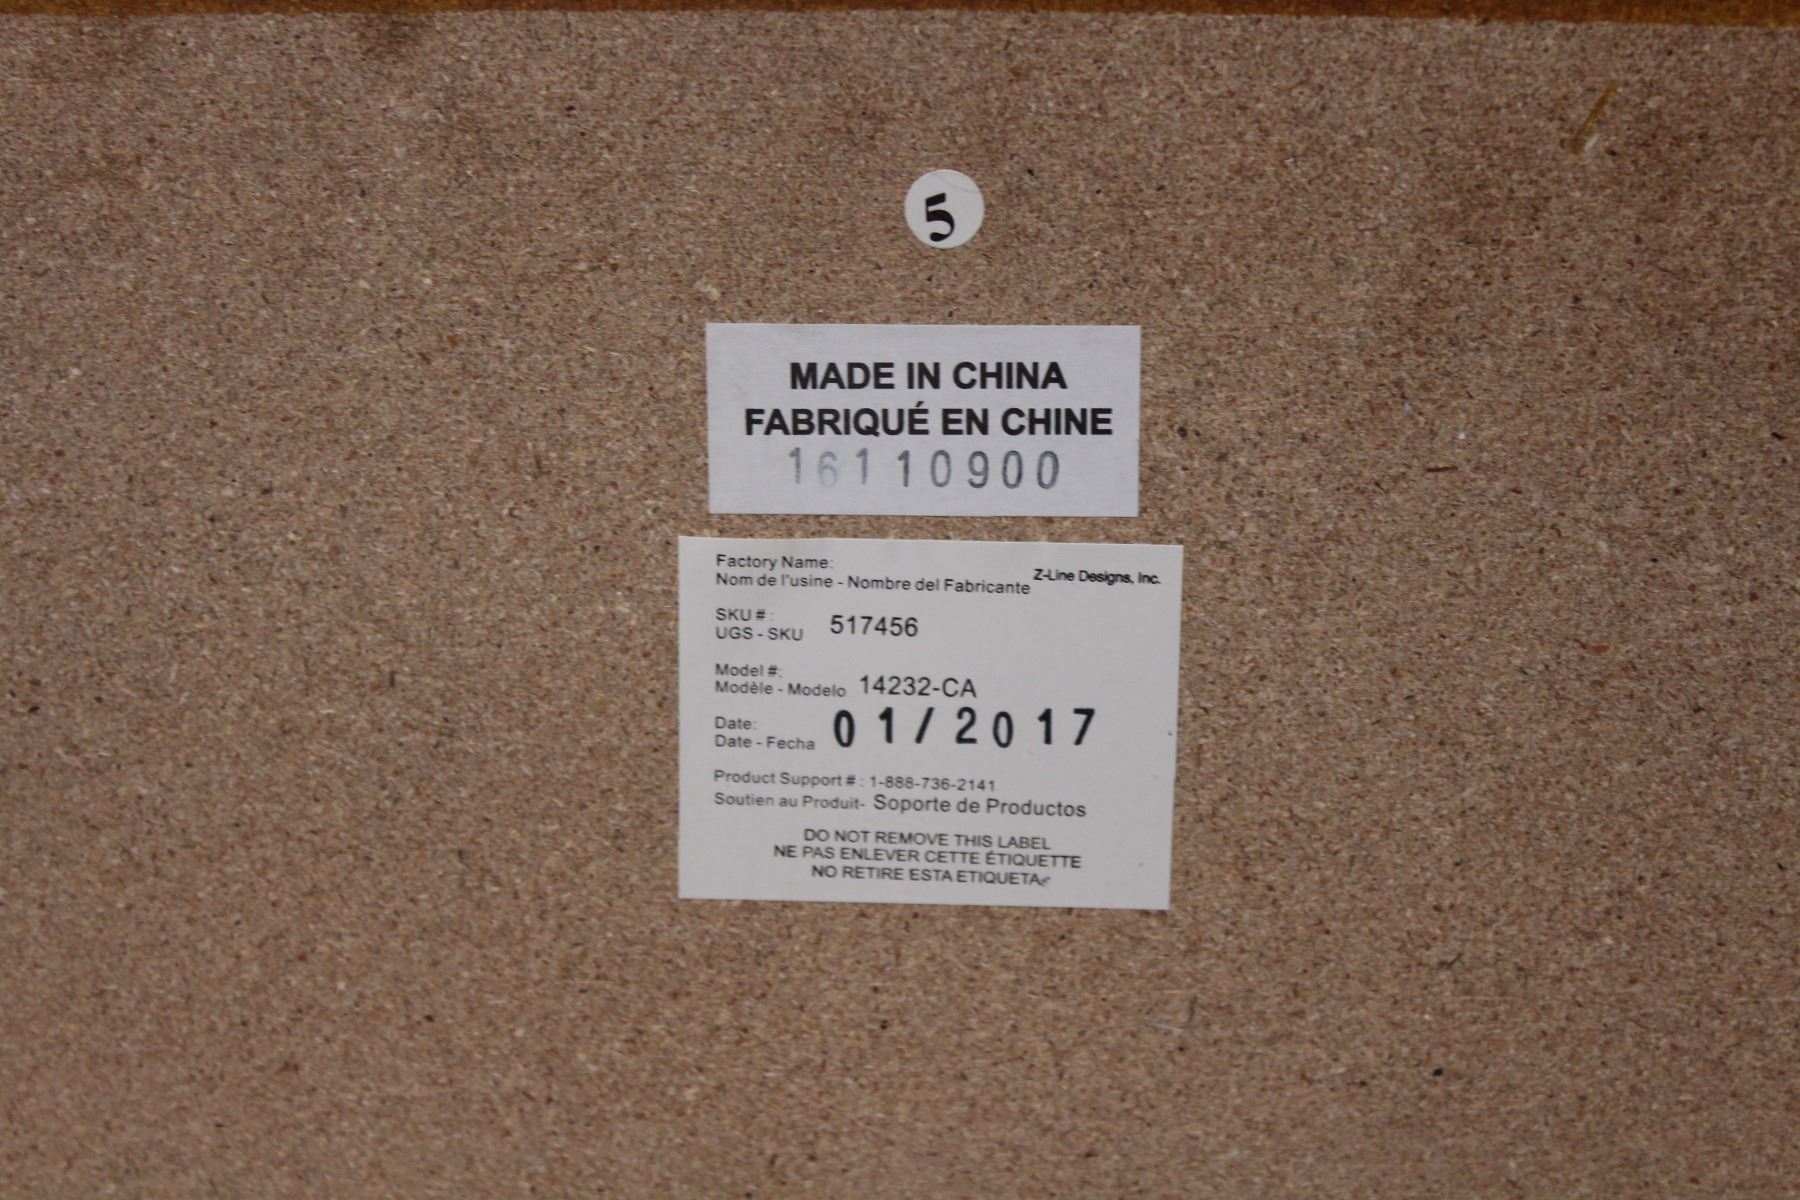 5
MADE IN CHINA
FABRIQUÉ EN CHINE
16110900
Factory Name:
Nom de l'usine - Nombre del Fabricante Z-Line Designs, Inc.
SKU # :
UGS - SKU 517456
Model #:
Modèle - Modelo 14232-CA
Date:
Date - Fecha 01/2017
Product Support # : 1-888-736-2141
Soutien au Produit- Soporte de Productos
DO NOT REMOVE THIS LABEL
NE PAS ENLEVER CETTE ÉTIQUETTE
NO RETIRE ESTA ETIQUETA